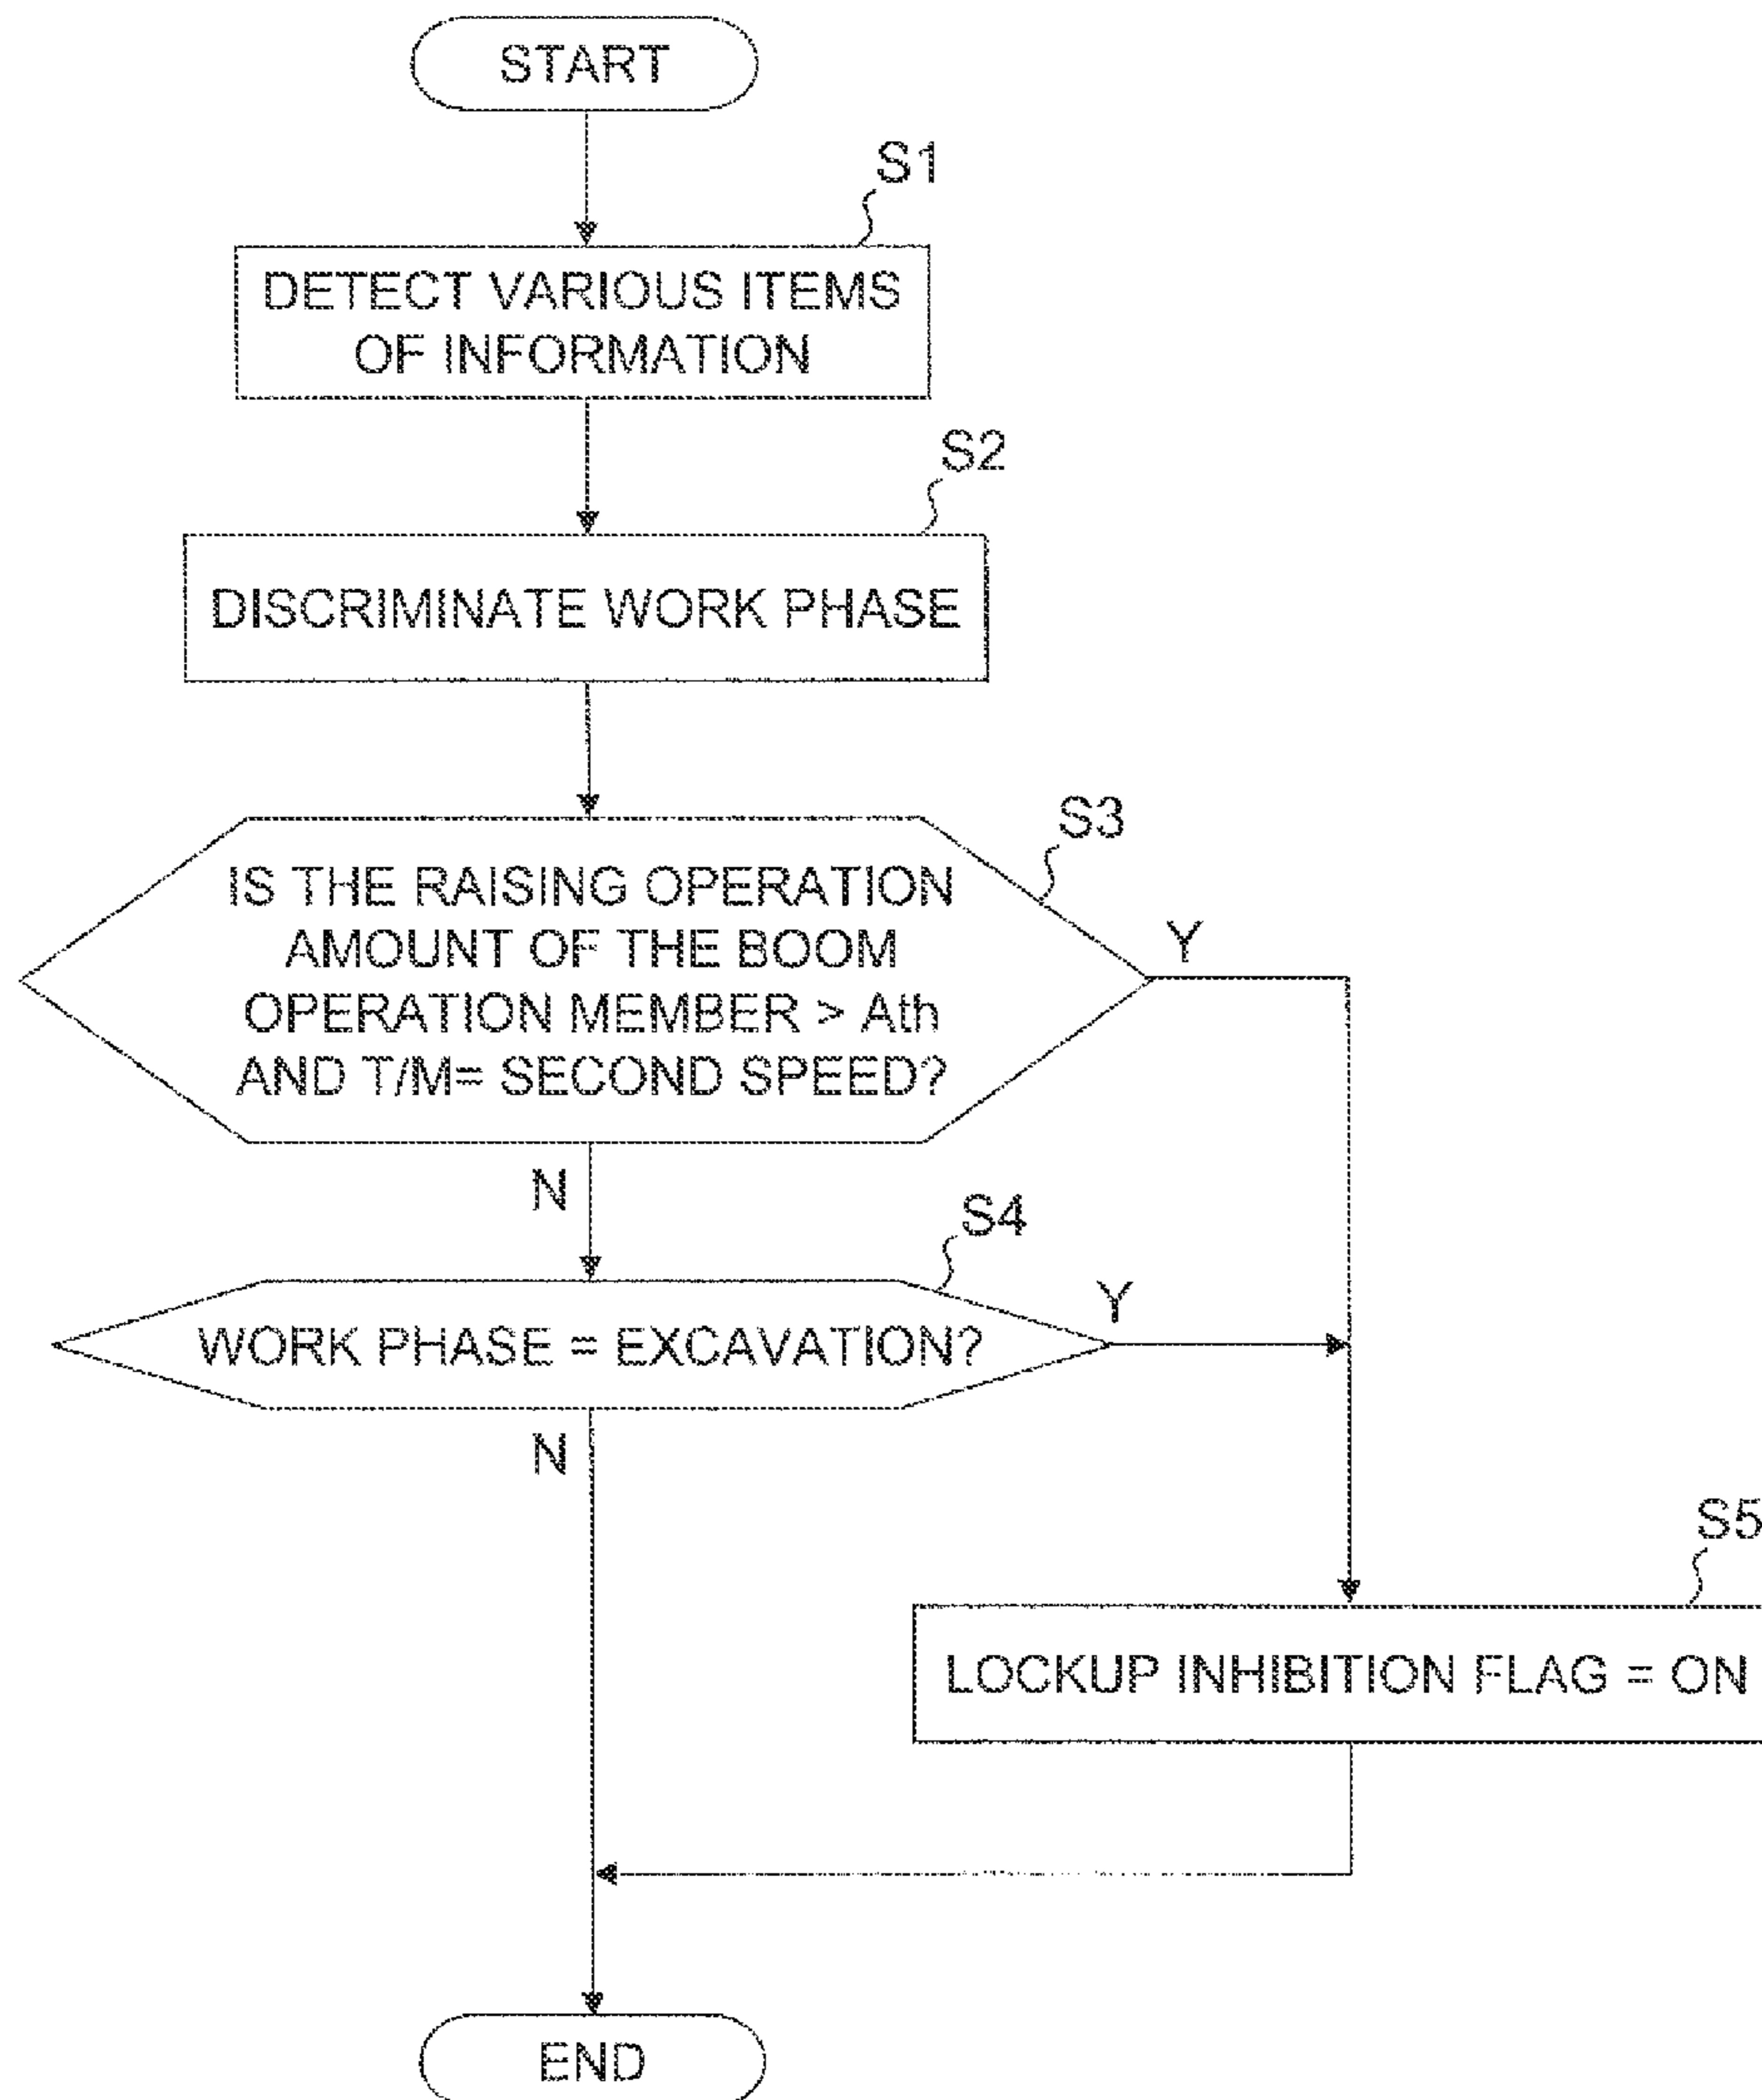 START
S1
DETECT VARIOUS ITEMS
OF INFORMATION
S2
DISCRIMINATE WORK PHASE
S3
IS THE RAISING OPERATION
AMOUNT OF THE BOOM
OPERATION MEMBER > Ath
AND T/M= SECOND SPEED?
Y
N
S4
WORK PHASE = EXCAVATION?
Y
N
S5
LOCKUP INHIBITION FLAG = ON
END